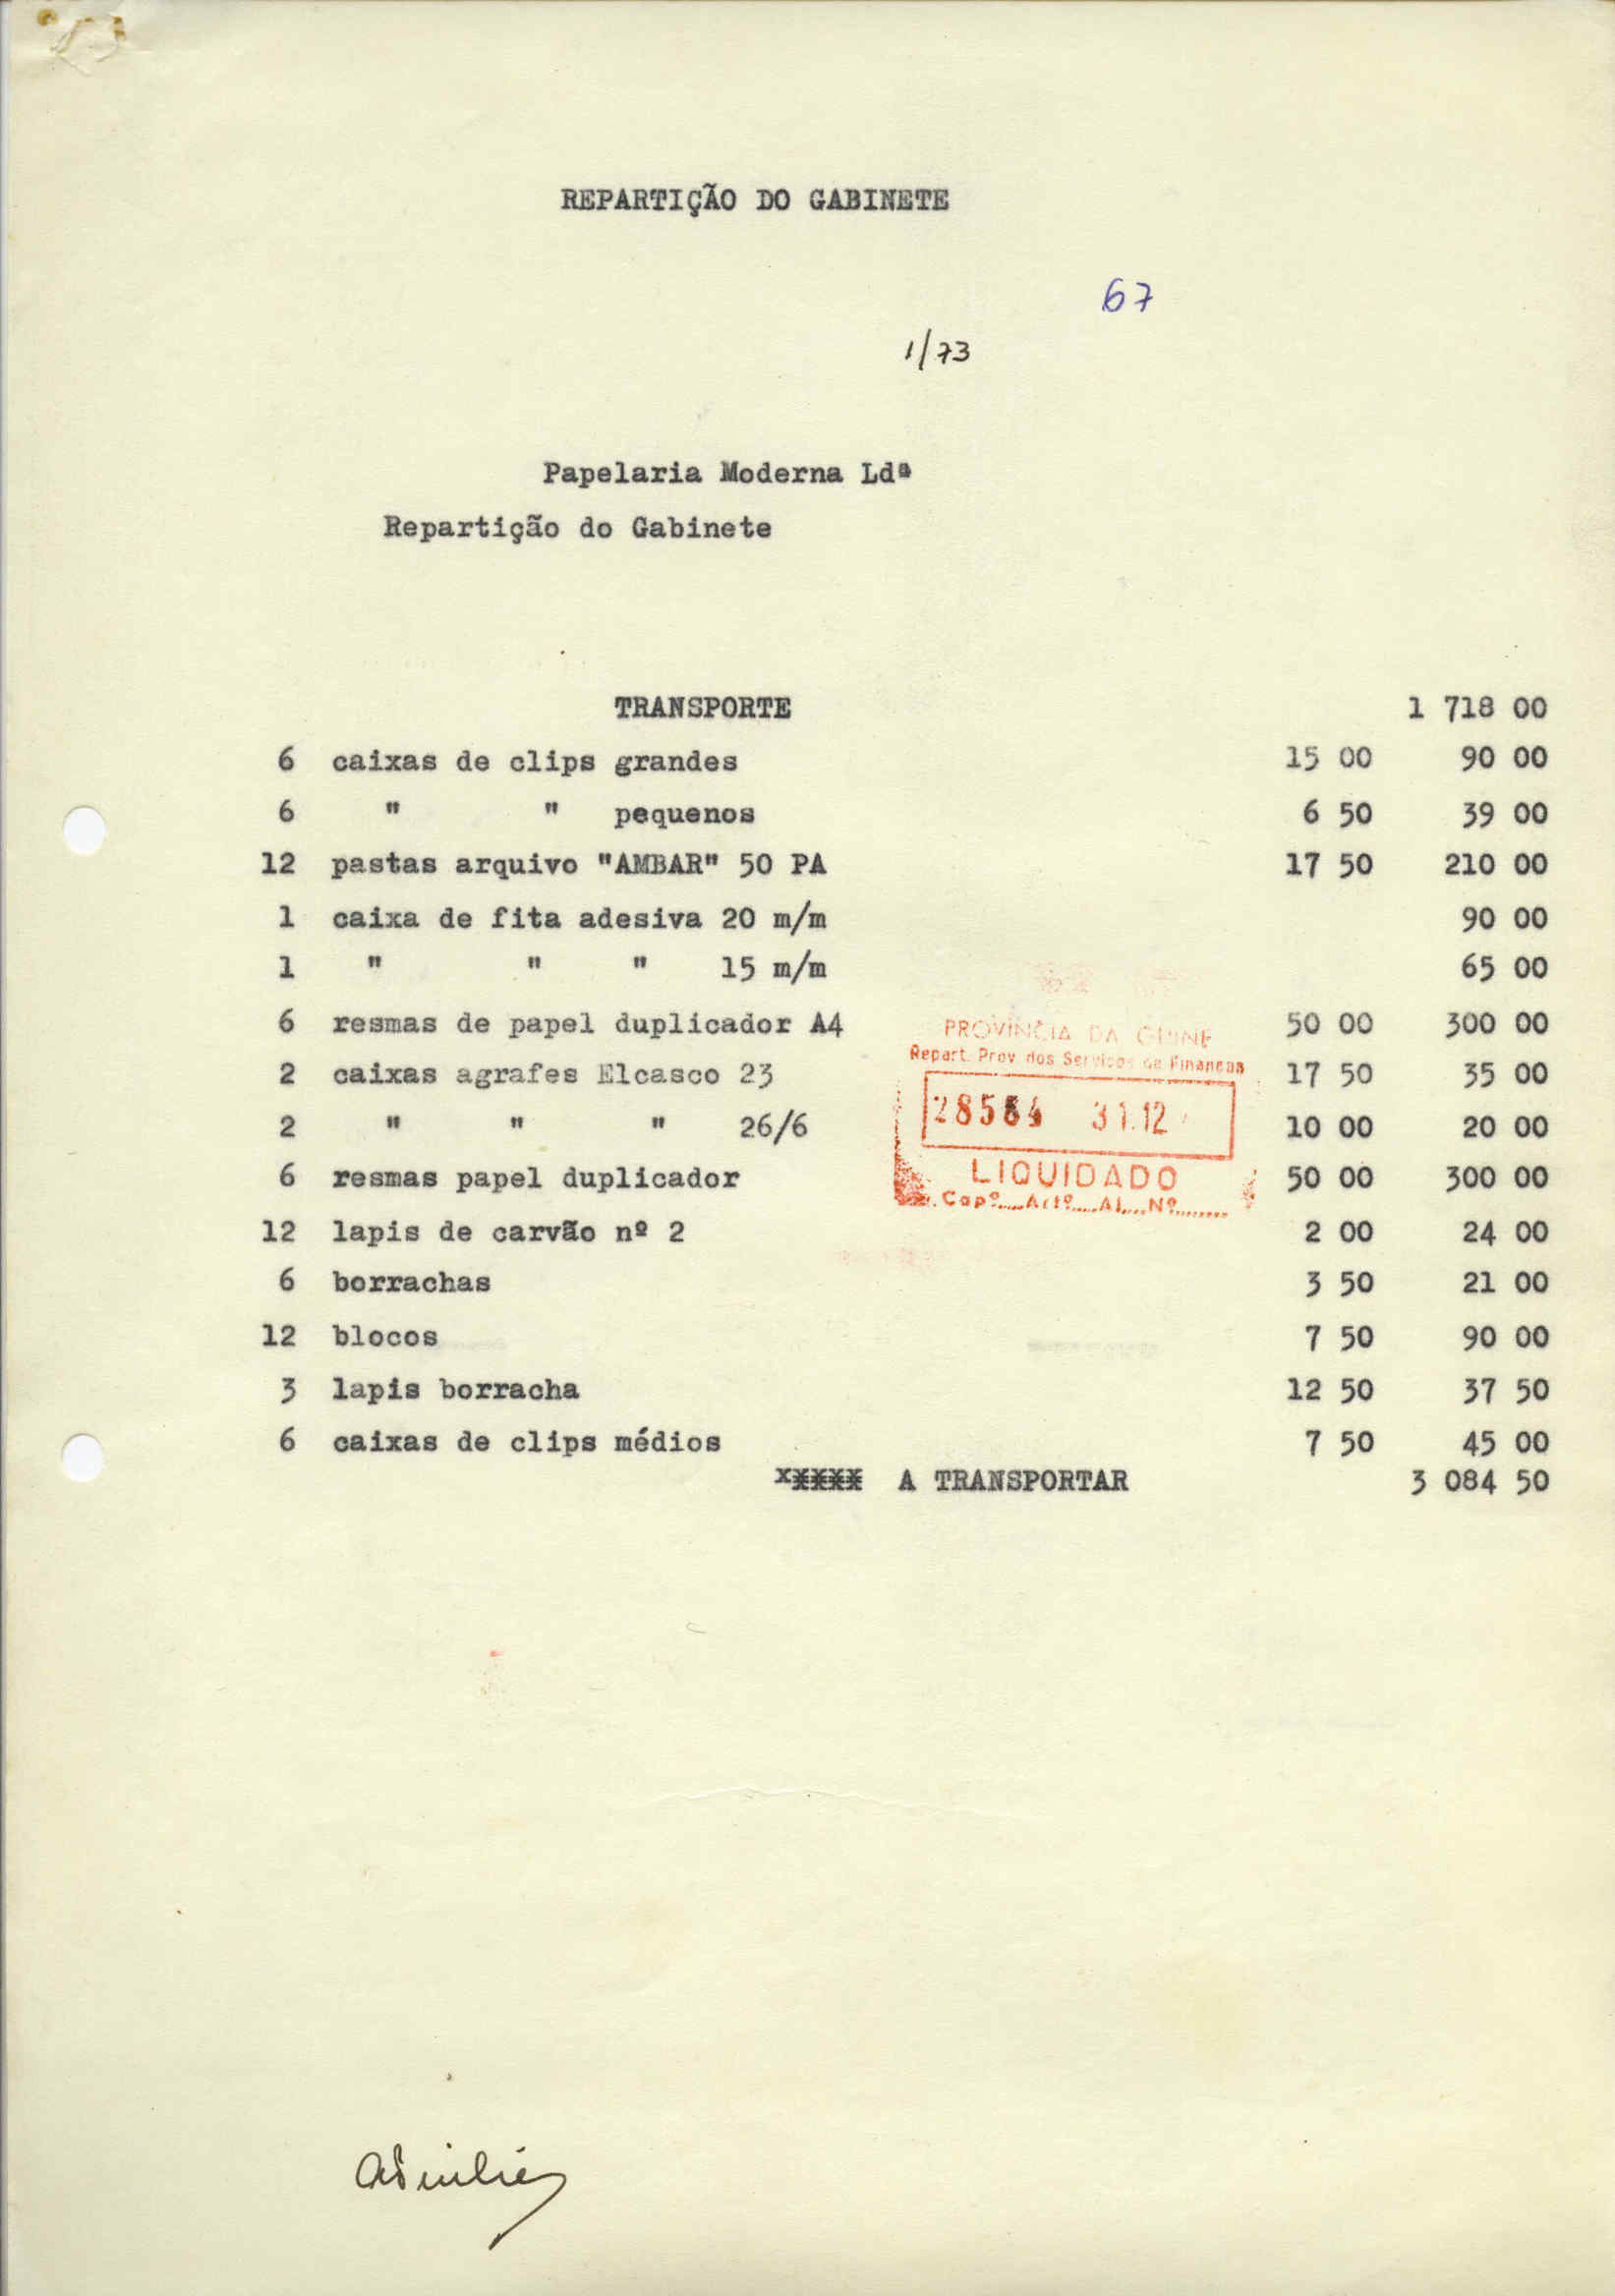 REPARTIÇÃO DO GABINETE
67
1/73
Papelaria Moderna Ldª
Repartição do Gabinete
TRANSPORTE 1 718 00
6 caixas de clips grandes 15 00 90 00
6 " " pequenos 6 50 39 00
12 pastas arquivo "AMBAR" 50 PA 17 50 210 00
1 caixa de fita adesiva 20 m/m 90 00
1 " " " 15 m/m 65 00
6 resmas de papel duplicador A4 50 00 300 00
2 caixas agrafes Elcasco 23 17 50 35 00
2 " " " 26/6 10 00 20 00
6 resmas papel duplicador 50 00 300 00
12 lapis de carvão nº 2 2 00 24 00
6 borrachas 3 50 21 00
12 blocos 7 50 90 00
3 lapis borracha 12 50 37 50
6 caixas de clips médios 7 50 45 00
A TRANSPORTAR 3 084 50
PROVÍNCIA DA GUINÉ
Repart. Prov. dos Serviços de Finanças
31.12
LIQUIDADO
Capº.....Artº.....Al....Nº........